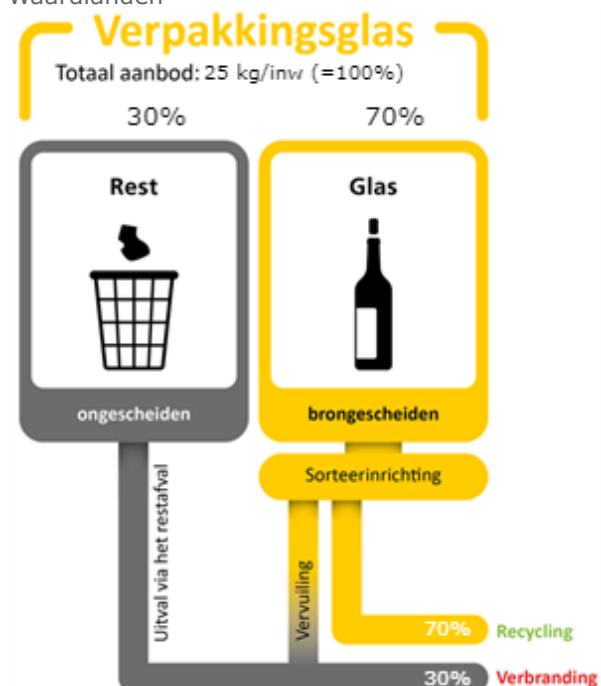 Waardlanden
Verpakkingsglas
Totaal aanbod: 25 kg/inw (=100%)
30% 70%
Rest Glas
ongescheiden brongescheiden
Sorteerinrichting
Uitval via het restafval
Vervuiling
70% Recycling
30% Verbranding